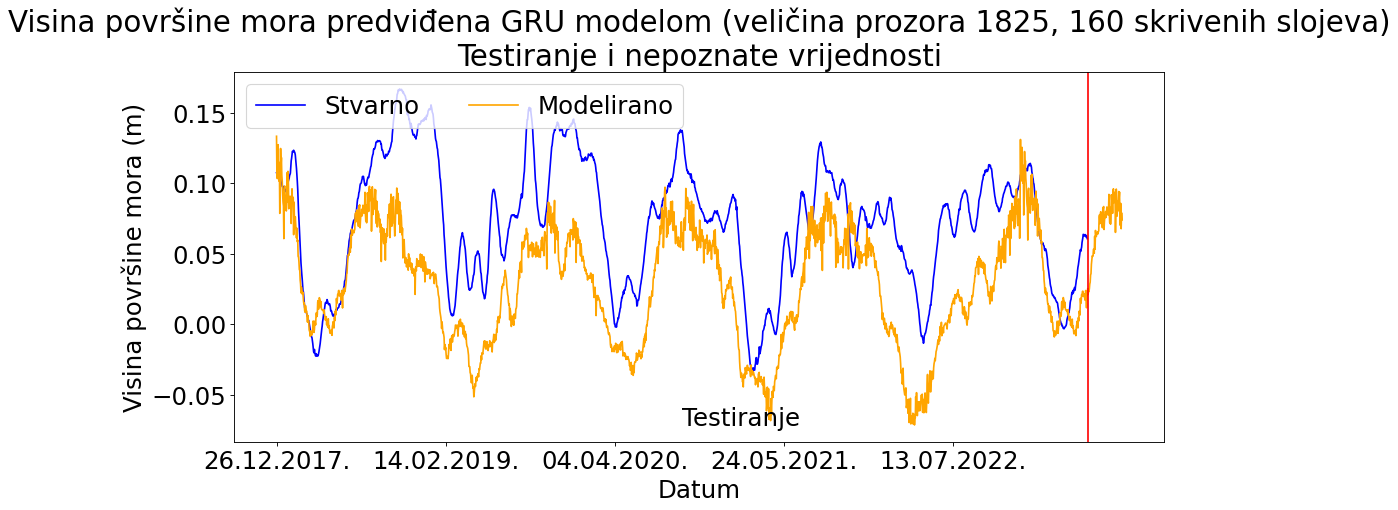 Visina površine mora predviđena GRU modelom (veličina prozora 1825, 160 skrivenih slojeva)
Testiranje i nepoznate vrijednosti
Stvarno Modelirano
Visina površine mora (m)
0.15
0.10
0.05
0.00
−0.05
Testiranje
26.12.2017. 14.02.2019. 04.04.2020. 24.05.2021. 13.07.2022.
Datum